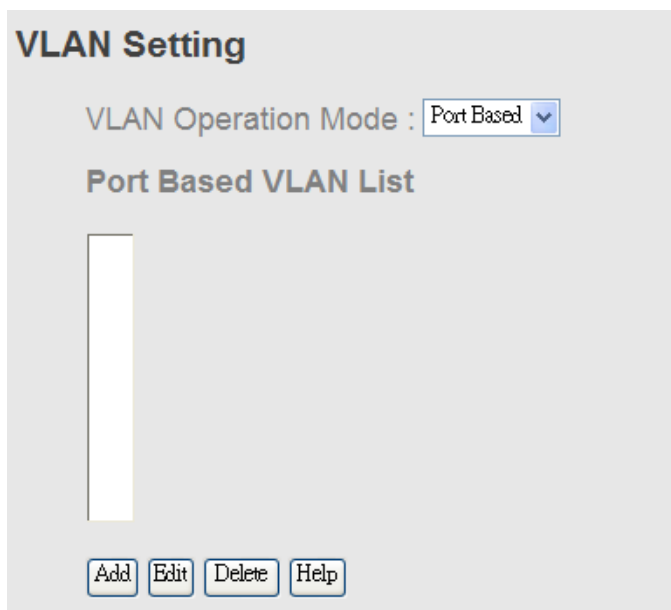 VLAN Setting
VLAN Operation Mode : Port Based
Port Based VLAN List
Add Edit Delete Help